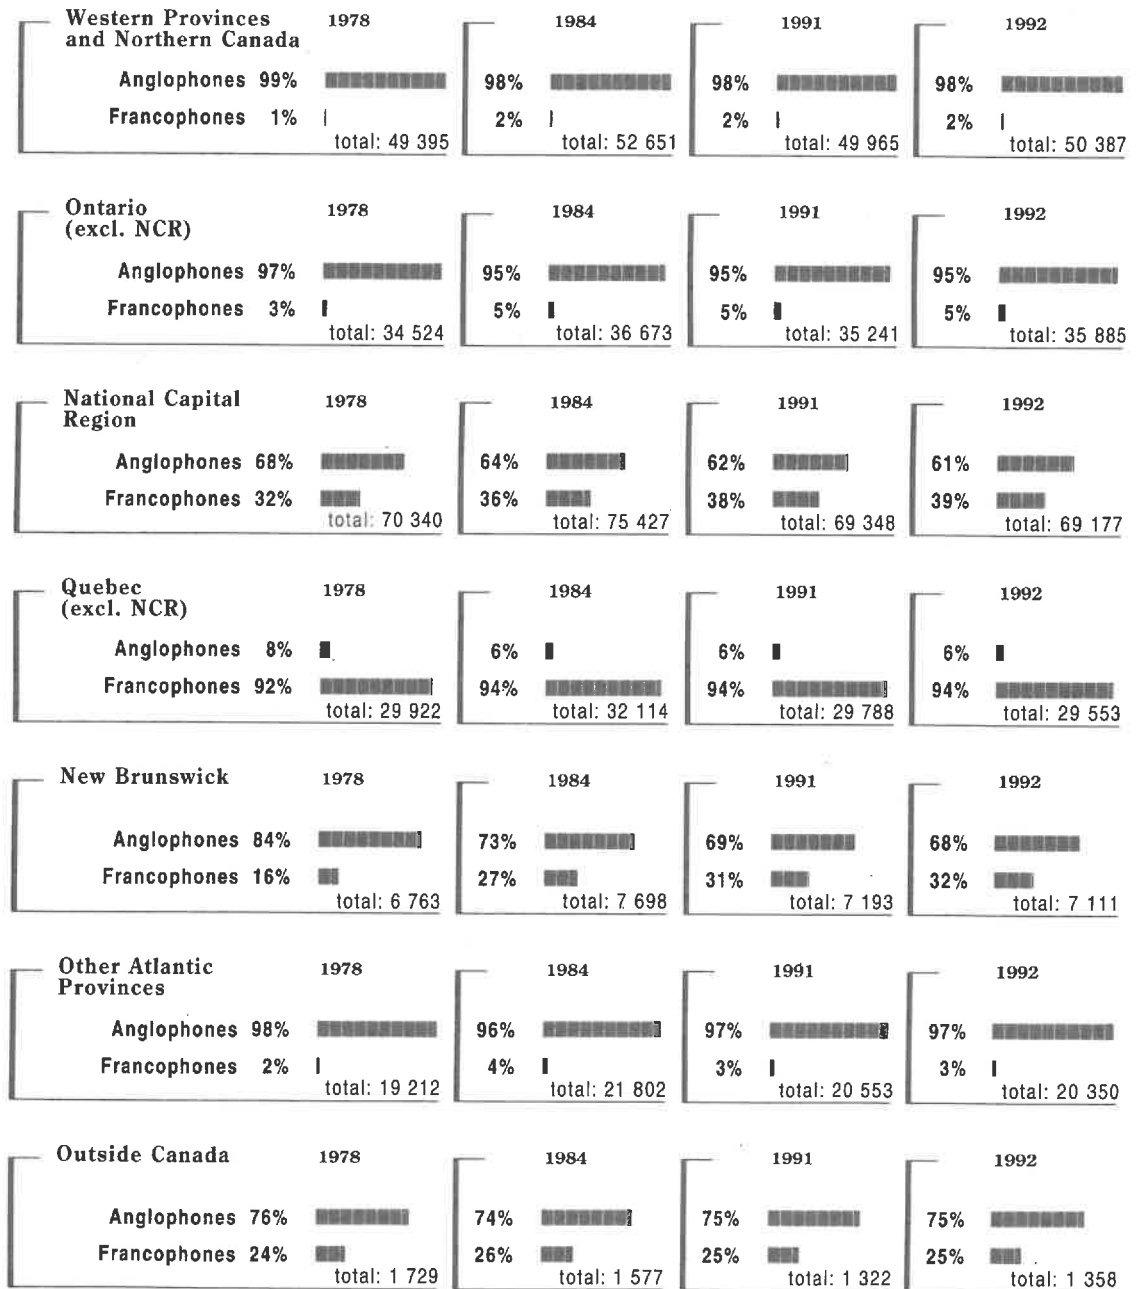 Western Provinces
and Northern Canada
1978 1984 1991 1992
Anglophones 99% 98% 98% 98%
Francophones 1% 2% 2% 2%
total: 49 395 total: 52 651 total: 49 965 total: 50 387
Ontario
(excl. NCR)
1978 1984 1991 1992
Anglophones 97% 95% 95% 95%
Francophones 3% 5% 5% 5%
total: 34 524 total: 36 673 total: 35 241 total: 35 885
National Capital
Region
1978 1984 1991 1992
Anglophones 68% 64% 62% 61%
Francophones 32% 36% 38% 39%
total: 70 340 total: 75 427 total: 69 348 total: 69 177
Quebec
(excl. NCR)
1978 1984 1991 1992
Anglophones 8% 6% 6% 6%
Francophones 92% 94% 94% 94%
total: 29 922 total: 32 114 total: 29 788 total: 29 553
New Brunswick 1978 1984 1991 1992
Anglophones 84% 73% 69% 68%
Francophones 16% 27% 31% 32%
total: 6 763 total: 7 698 total: 7 193 total: 7 111
Other Atlantic
Provinces
1978 1984 1991 1992
Anglophones 98% 96% 97% 97%
Francophones 2% 4% 3% 3%
total: 19 212 total: 21 802 total: 20 553 total: 20 350
Outside Canada 1978 1984 1991 1992
Anglophones 76% 74% 75% 75%
Francophones 24% 26% 25% 25%
total: 1 729 total: 1 577 total: 1 322 total: 1 358